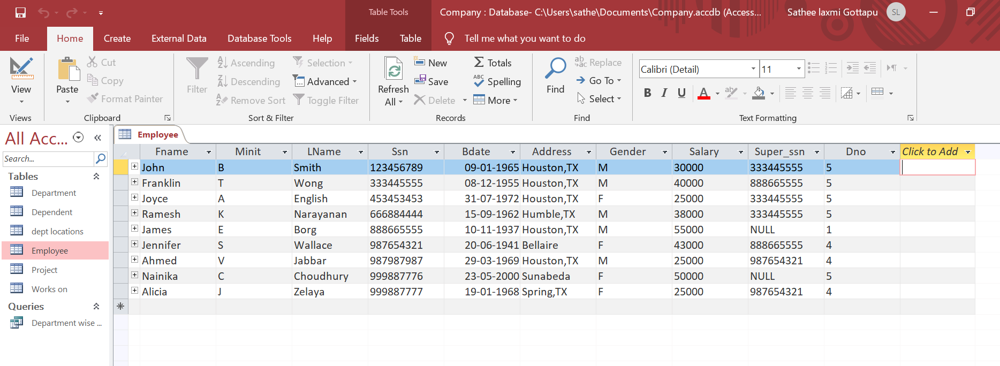 Table Tools
Company : Database- C:\Users\sathe\Documents\Company.accdb (Access...
Sathee laxmi Gottapu
SL
File Home Create External Data Database Tools Help Fields Table Tell me what you want to do
View
Views
Paste
Cut
Copy
Format Painter
Clipboard
Filter
Ascending
Descending
Remove Sort
Selection
Advanced
Toggle Filter
Sort & Filter
Refresh
All
New
Save
Delete
Totals
Spelling
More
Records
Find
Replace
Go To
Select
Find
Calibri (Detail) 11
B I U A
Text Formatting
All Acc...
Search...
Tables
Department
Dependent
dept locations
Employee
Project
Works on
Queries
Department wise ...
Employee
Fname Minit LName Ssn Bdate Address Gender Salary Super_ssn Dno Click to Add
John B Smith 123456789 09-01-1965 Houston,TX M 30000 333445555 5
Franklin T Wong 333445555 08-12-1955 Houston,TX M 40000 888665555 5
Joyce A English 453453453 31-07-1972 Houston,TX F 25000 333445555 5
Ramesh K Narayanan 666884444 15-09-1962 Humble,TX M 38000 333445555 5
James E Borg 888665555 10-11-1937 Houston,TX M 55000 NULL 1
Jennifer S Wallace 987654321 20-06-1941 Bellaire F 43000 888665555 4
Ahmed V Jabbar 987987987 29-03-1969 Houston,TX M 25000 987654321 4
Nainika C Choudhury 999887776 23-05-2000 Sunabeda F 50000 NULL 5
Alicia J Zelaya 999887777 19-01-1968 Spring,TX F 25000 987654321 4